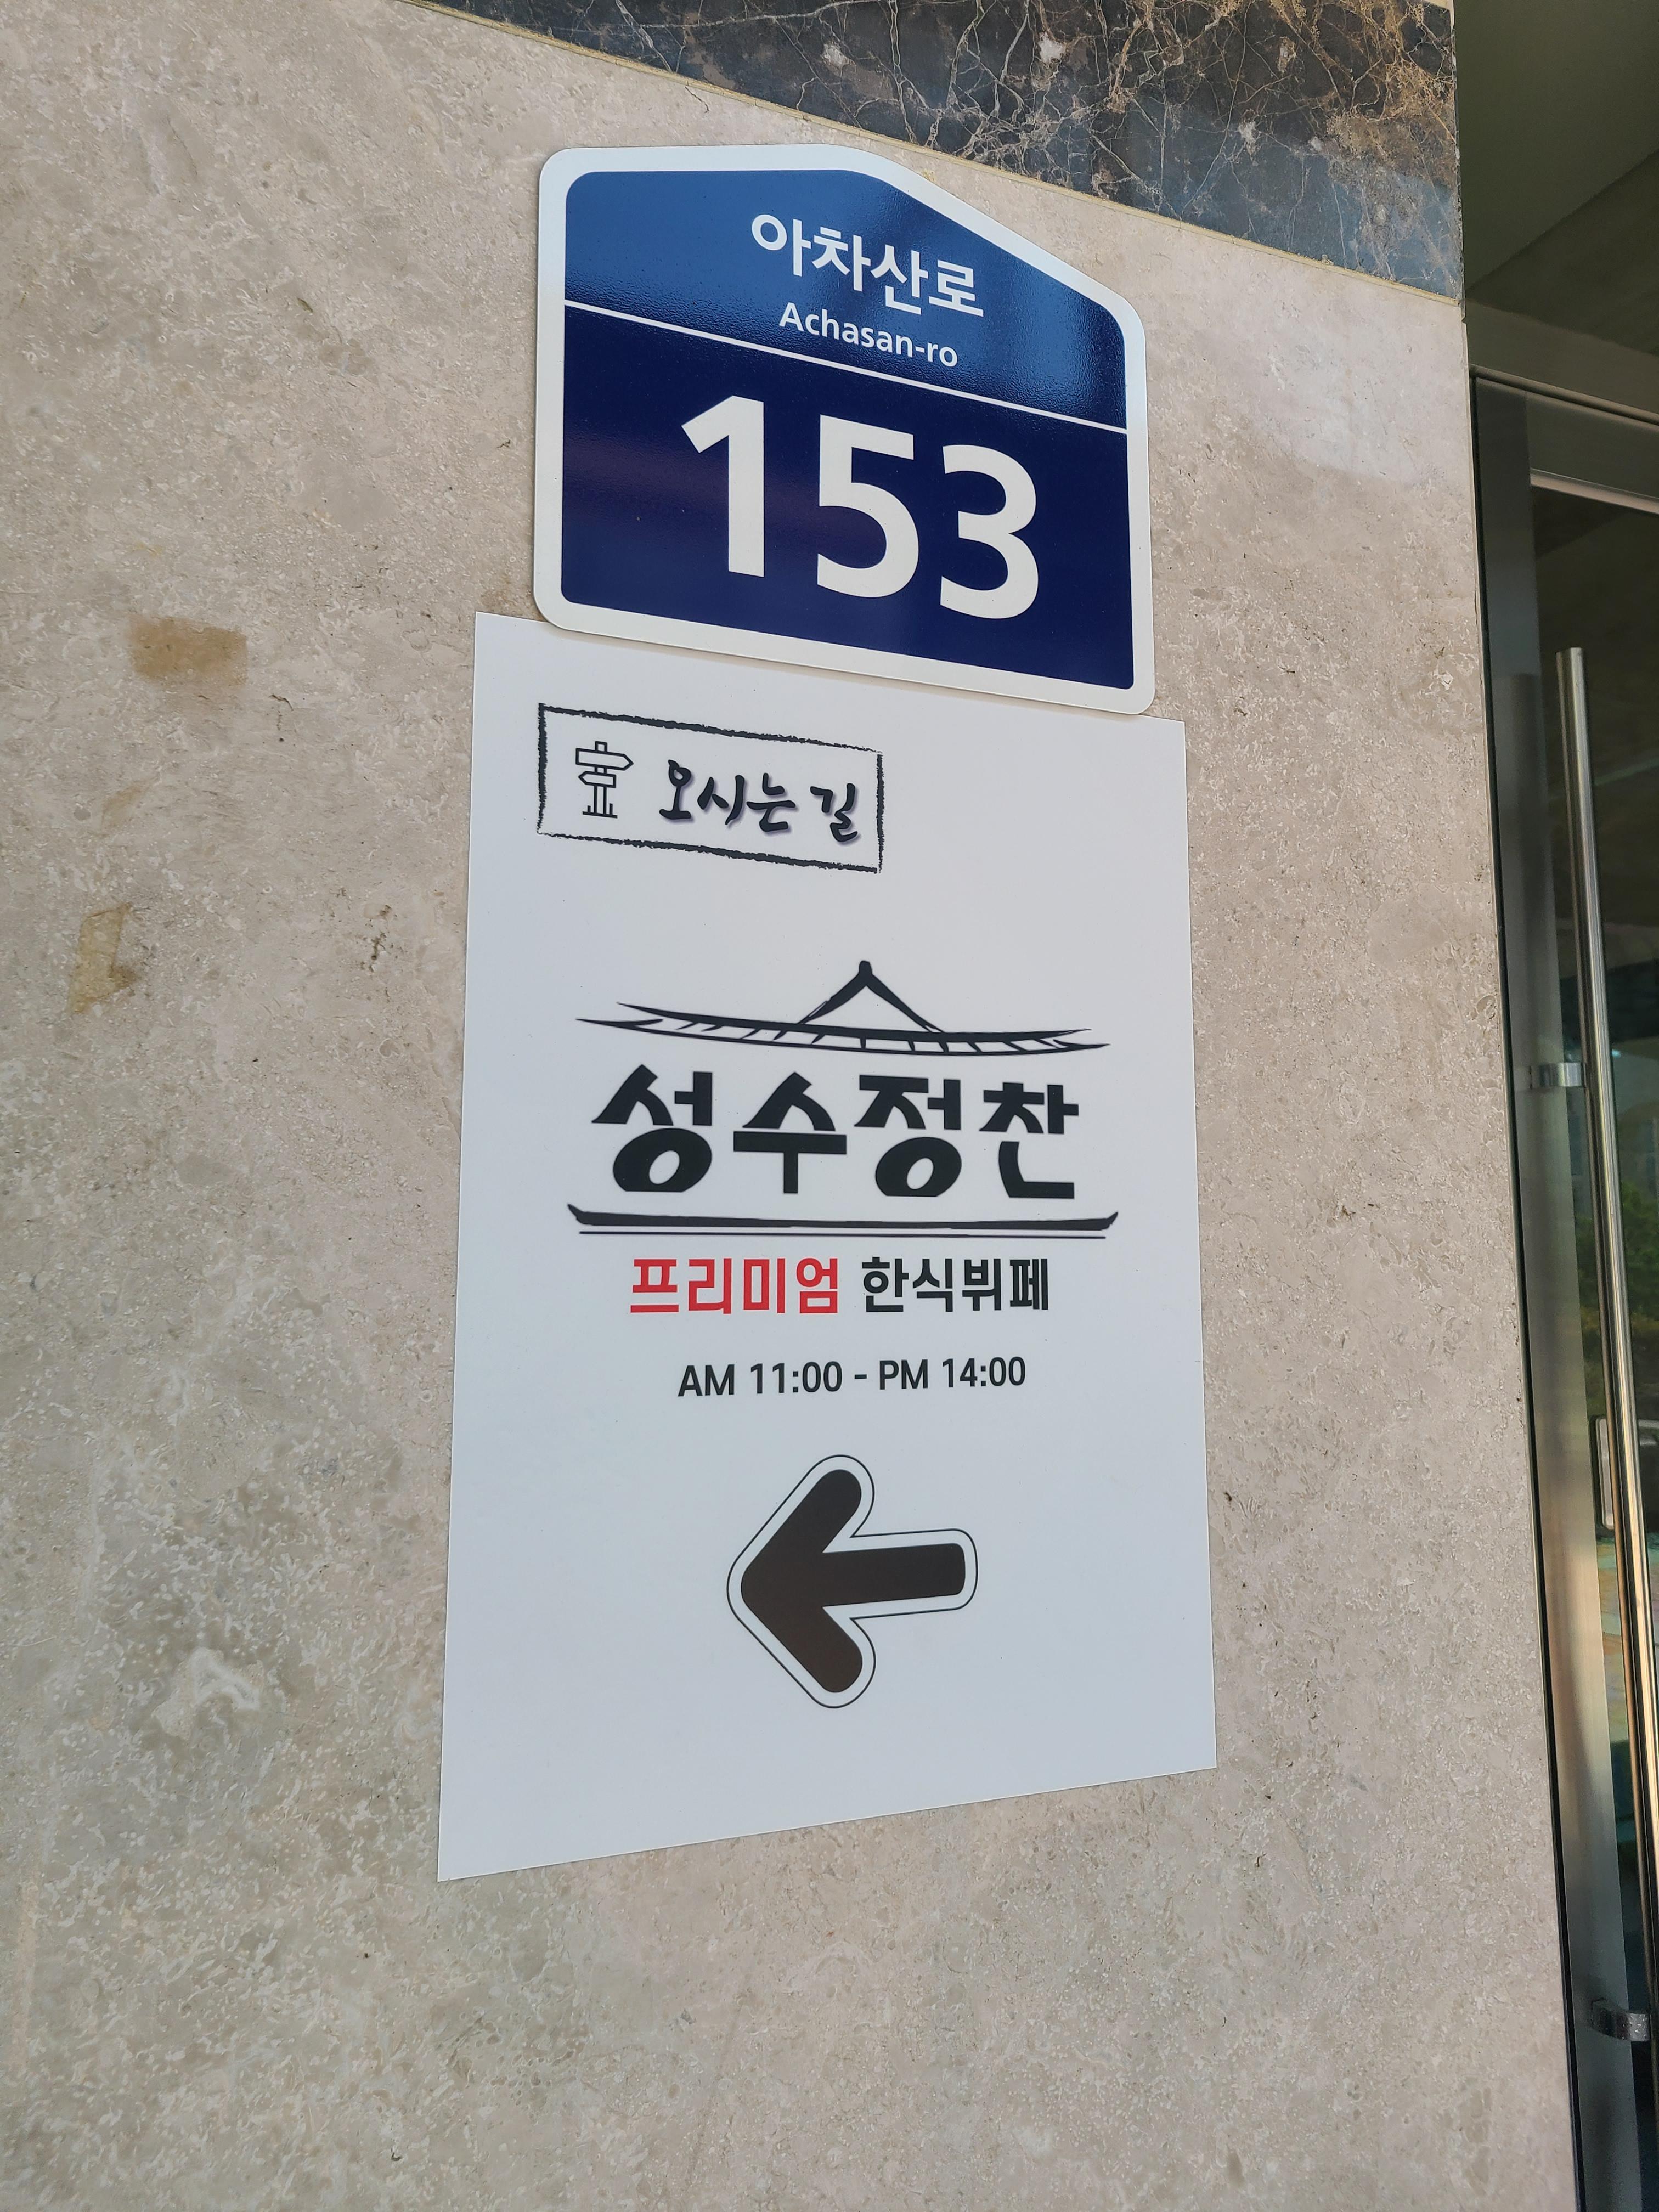 아차산로
Achasan-ro
153
오시는 길
성수정찬
프리미엄 한식뷔페
AM 11:00 - PM 14:00